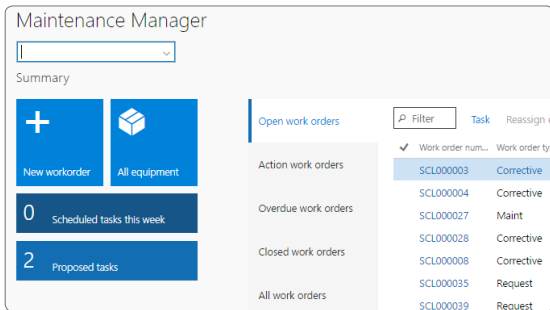 Maintenance Manager
Summary
New workorder
All equipment
0 Scheduled tasks this week
2 Proposed tasks
Open work orders
Action work orders
Overdue work orders
Closed work orders
All work orders
Filter Task Reassign
Work order num... Work order ty
SCL000003 Corrective
SCL000004 Corrective
SCL000027 Maint
SCL000028 Corrective
SCL000008 Corrective
SCL000035 Request
SCL000039 Request